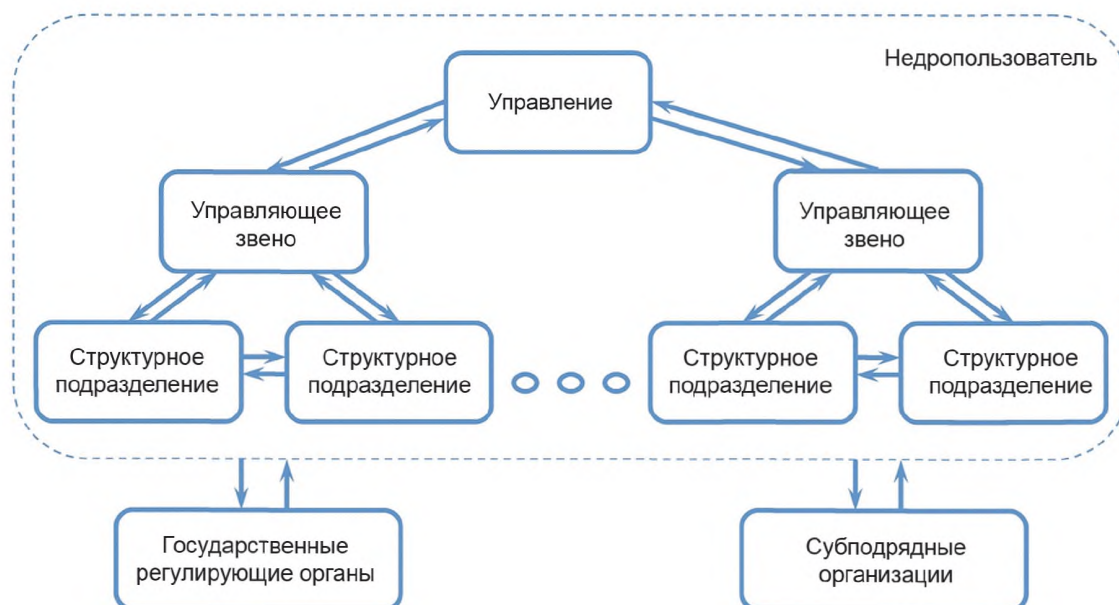 Недропользователь
Управление
Управляющее
звено
Управляющее
звено
Структурное
подразделение
Структурное
подразделение
Структурное
подразделение
Структурное
подразделение
Государственные
регулирующие органы
Субподрядные
организации